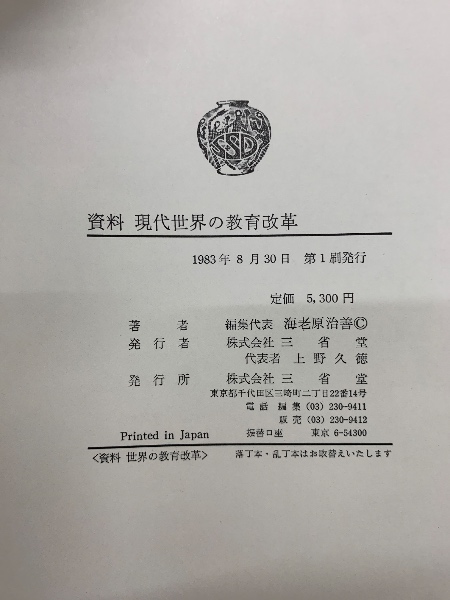 SSD
資料 現代世界の教育改革
1983年8月30日 第1刷発行
定価 5,300円
著者 編集代表 海老原治善©
発行者 株式会社三省堂
代表者 上野久徳
発行所 株式会社三省堂
東京都千代田区三崎町二丁目22番14号
電話 編集 (03) 230-9411
販売 (03) 230-9412
Printed in Japan 振替口座 東京 6-54300
<資料 世界の教育改革> 落丁本・乱丁本はお取替えいたします